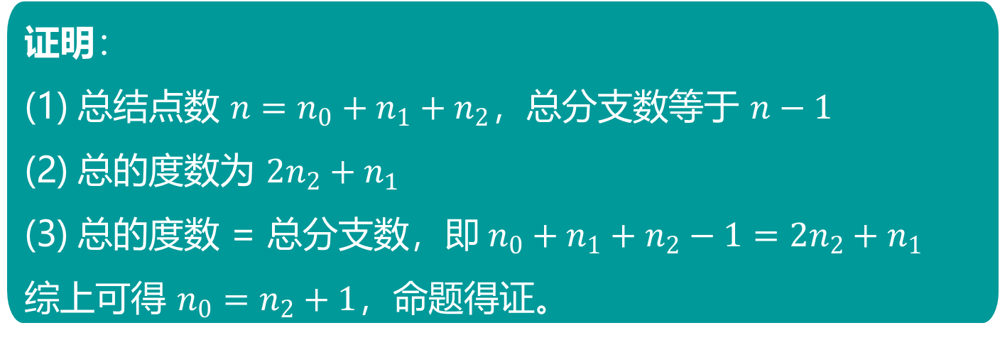 证明：
(1) 总结点数 n = n₀ + n₁ + n₂，总分支数等于 n − 1
(2) 总的度数为 2n₂ + n₁
(3) 总的度数 = 总分支数，即 n₀ + n₁ + n₂ − 1 = 2n₂ + n₁
综上可得 n₀ = n₂ + 1，命题得证。